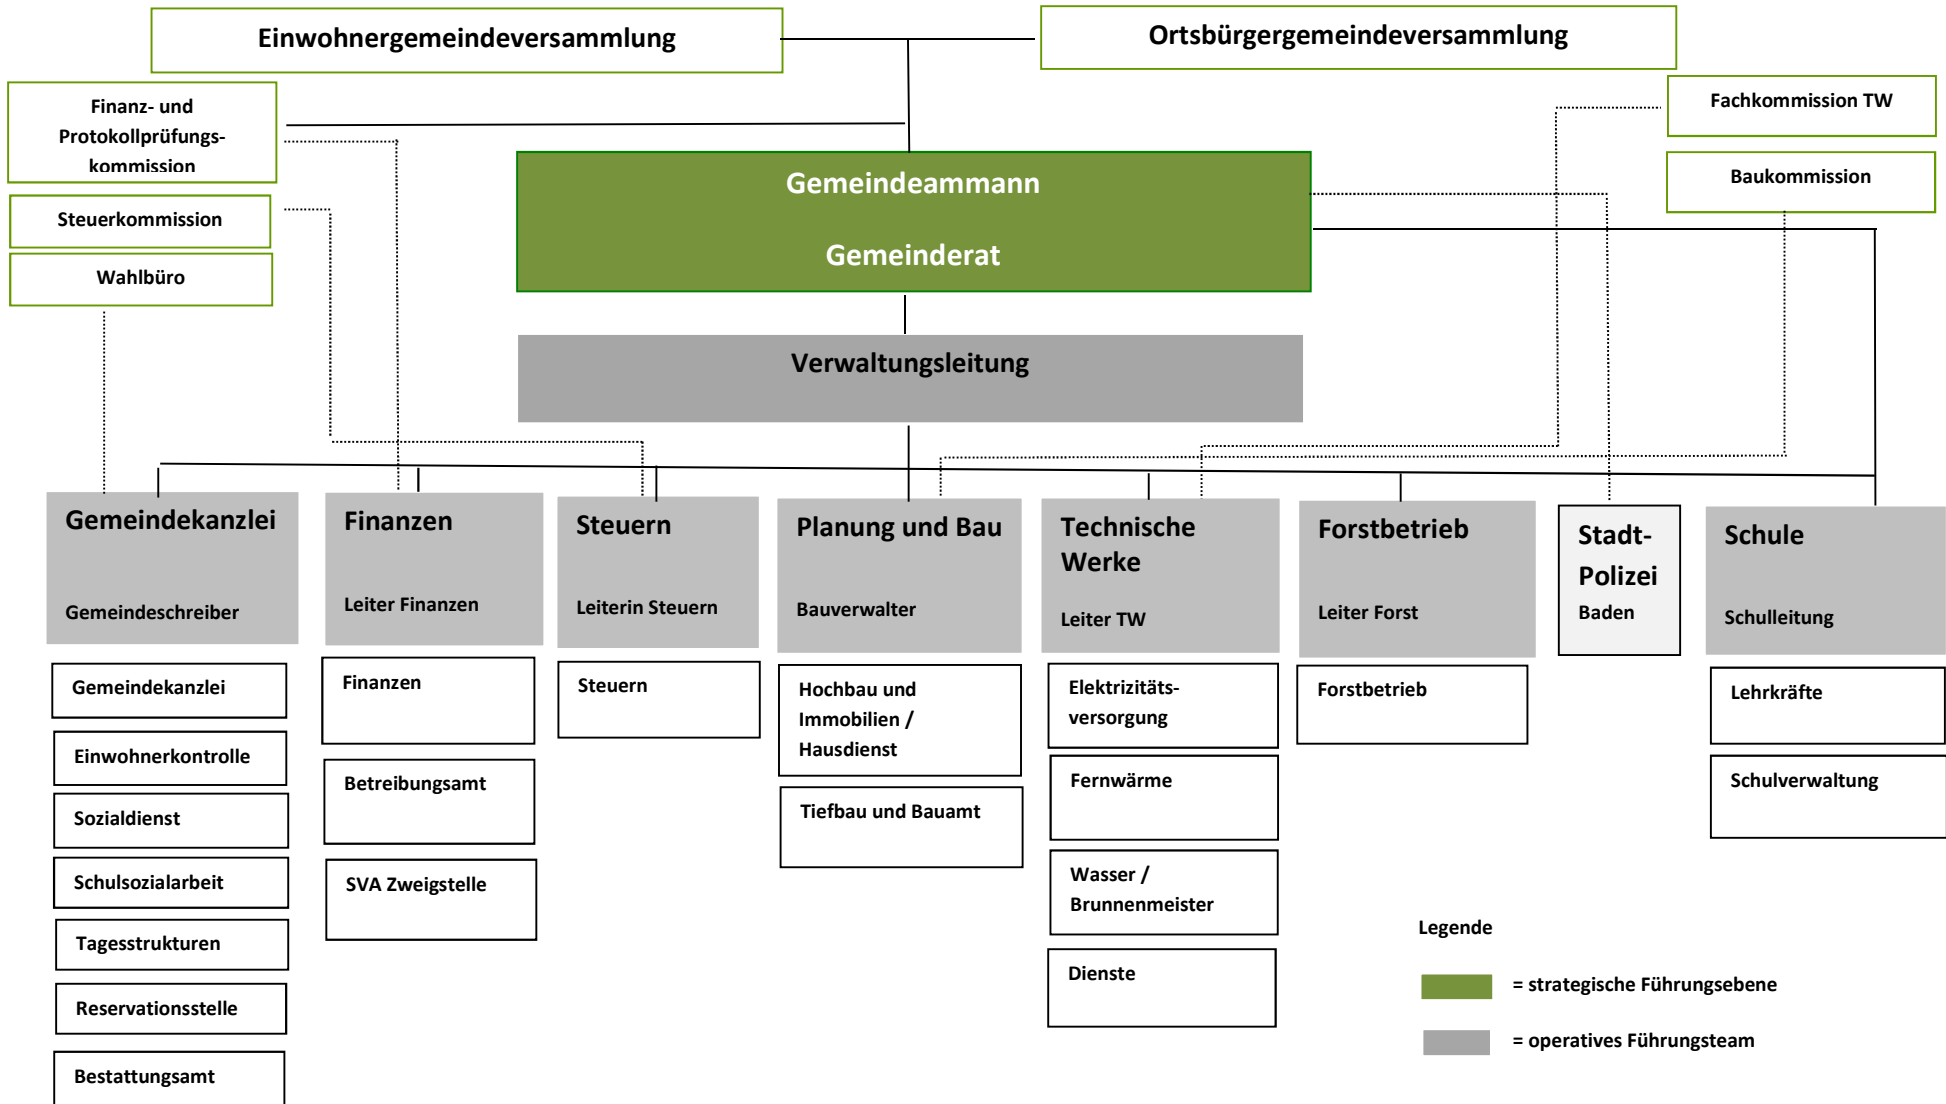 Einwohnergemeindeversammlung
Ortsbürgergemeindeversammlung
Finanz- und
Protokollprüfungs-
kommission
Steuerkommission
Wahlbüro
Fachkommission TW
Baukommission
Gemeindeammann
Gemeinderat
Verwaltungsleitung
Gemeindekanzlei
Gemeindeschreiber
Gemeindekanzlei
Einwohnerkontrolle
Sozialdienst
Schulsozialarbeit
Tagesstrukturen
Reservationsstelle
Bestattungsamt
Finanzen
Leiter Finanzen
Finanzen
Betreibungsamt
SVA Zweigstelle
Steuern
Leiterin Steuern
Steuern
Planung und Bau
Bauverwalter
Hochbau und
Immobilien /
Hausdienst
Tiefbau und Bauamt
Technische
Werke
Leiter TW
Elektrizitäts-
versorgung
Fernwärme
Wasser /
Brunnenmeister
Dienste
Forstbetrieb
Leiter Forst
Forstbetrieb
Stadt-
Polizei
Baden
Schule
Schulleitung
Lehrkräfte
Schulverwaltung
Legende
= strategische Führungsebene
= operatives Führungsteam